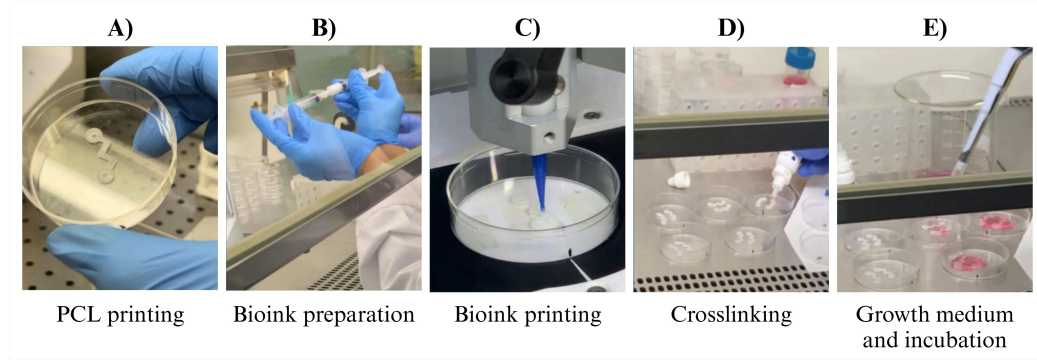 A)
B)
C)
D)
E)
PCL printing
Bioink preparation
Bioink printing
Crosslinking
Growth medium
and incubation